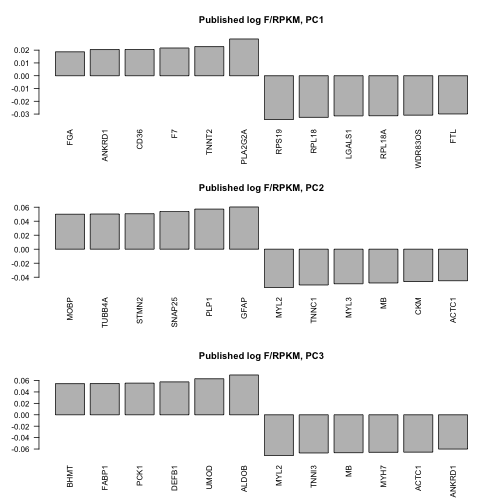 Published log F/RPKM, PC1
0.02
0.01
0.00
-0.01
-0.02
-0.03
FGA
ANKRD1
CD36
F7
TNNT2
PLA2G2A
RPS19
RPL18
LGALS1
RPL18A
WDR83OS
FTL
Published log F/RPKM, PC2
0.06
0.04
0.02
0.00
-0.02
-0.04
MOBP
TUBB4A
STMN2
SNAP25
PLP1
GFAP
MYL2
TNNC1
MYL3
MB
CKM
ACTC1
Published log F/RPKM, PC3
0.06
0.04
0.02
0.00
-0.02
-0.04
-0.06
BHMT
FABP1
PCK1
DEFB1
UMOD
ALDOB
MYL2
TNNI3
MB
MYH7
ACTC1
ANKRD1